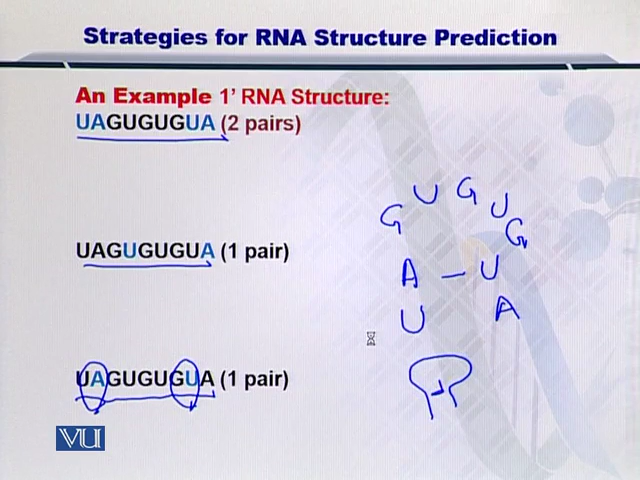 Strategies for RNA Structure Prediction
An Example 1’ RNA Structure:
UAGUGUGUA (2 pairs)
UAGUGUGUA (1 pair)
UAGUGUGUA (1 pair)
G U G U G
A – U
U A
VU